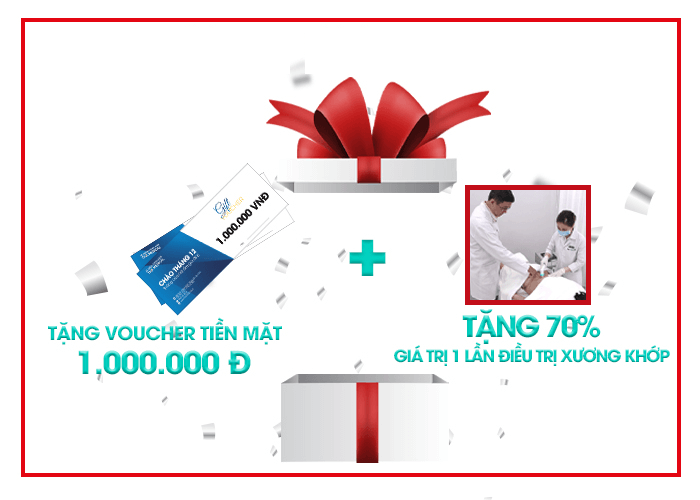 Gift
1.000.000 VNĐ
CHÀO THÁNG 12
TẶNG VOUCHER TIỀN MẶT
1.000.000 Đ
TẶNG 70%
GIÁ TRỊ 1 LẦN ĐIỀU TRỊ XƯƠNG KHỚP